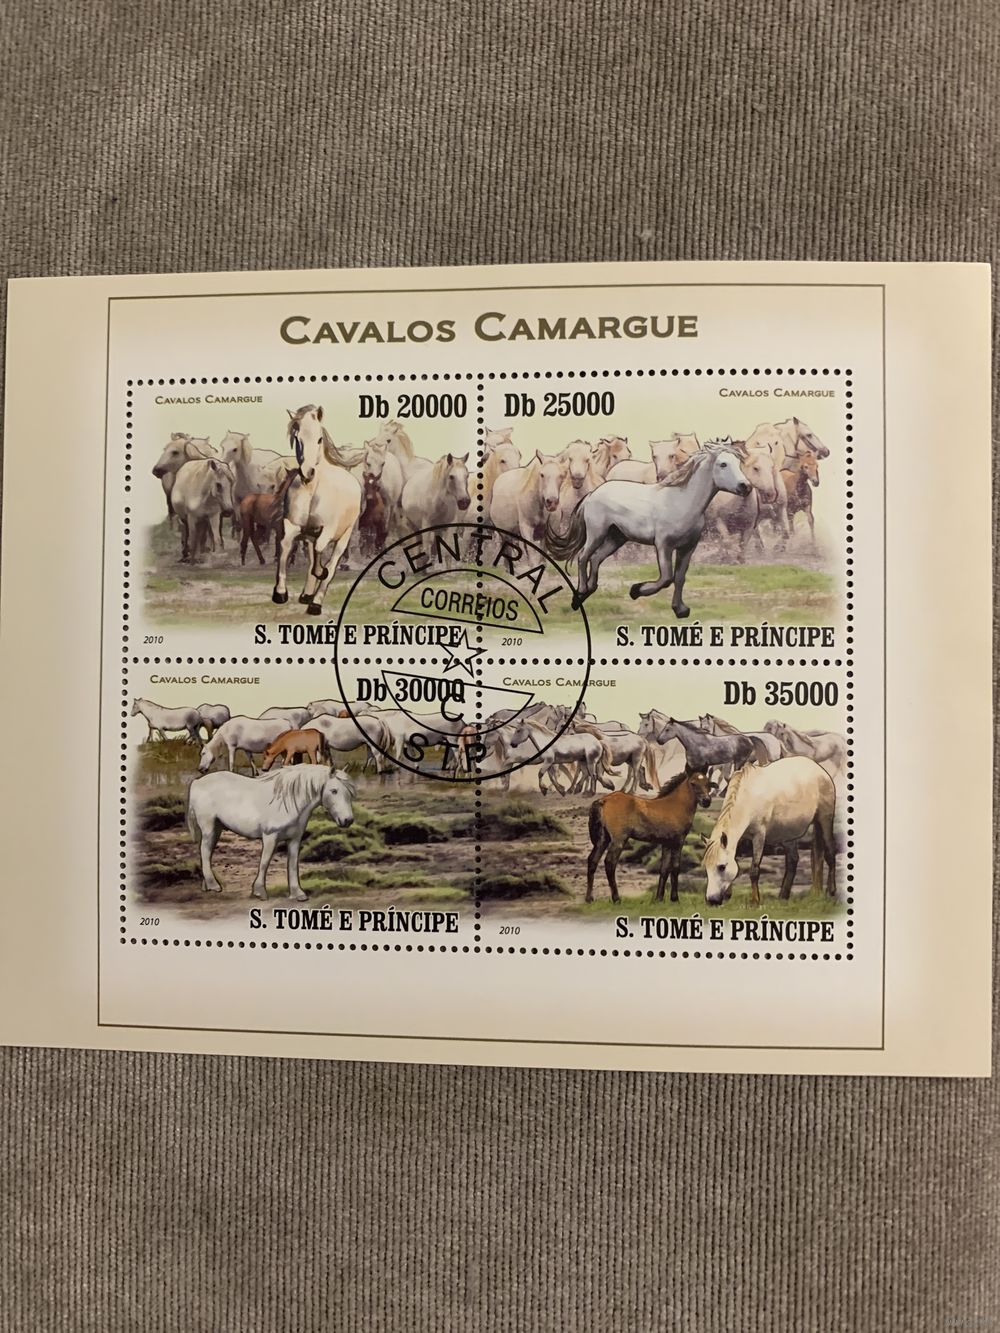 CAVALOS CAMARGUE
CAVALOS CAMARGUE
Db 20000
2010
S. TOMÉ E PRÍNCIPE
Db 25000
CAVALOS CAMARGUE
2010
S. TOMÉ E PRÍNCIPE
CENTRAL
CORREIOS
C
STP
CAVALOS CAMARGUE
Db 30000
2010
S. TOMÉ E PRÍNCIPE
CAVALOS CAMARGUE
Db 35000
2010
S. TOMÉ E PRÍNCIPE